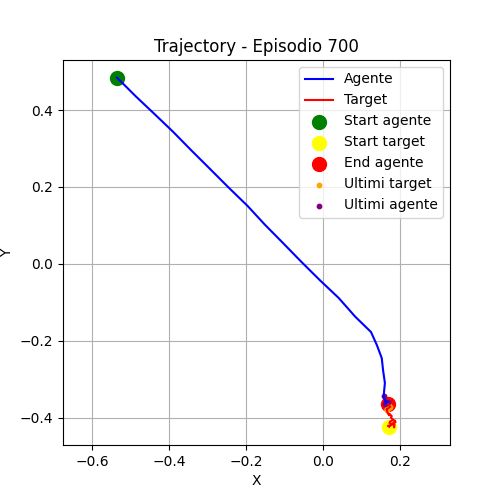 Trajectory - Episodio 700
Agente
Target
Start agente
Start target
End agente
Ultimi target
Ultimi agente
Y
0.4
0.2
0.0
−0.2
−0.4
−0.6
−0.4
−0.2
0.0
0.2
X